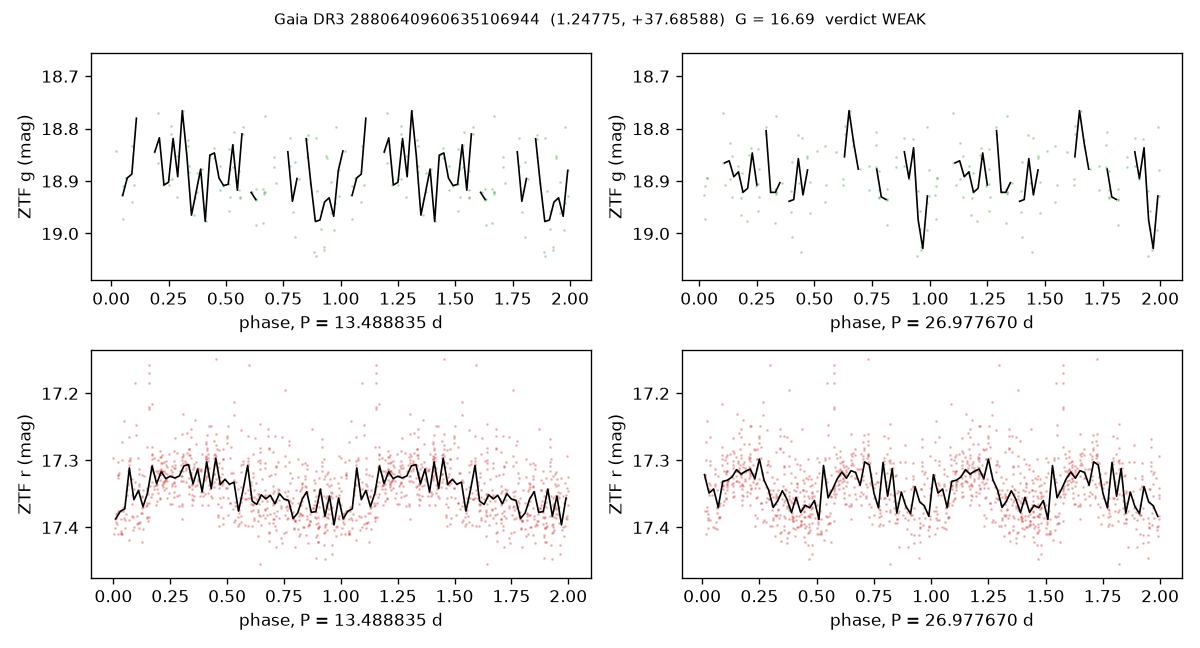 Gaia DR3 2880640960635106944  (1.24775, +37.68588)  G = 16.69  verdict WEAK
ZTF g (mag)
18.7
18.8
18.9
19.0
0.00 0.25 0.50 0.75 1.00 1.25 1.50 1.75 2.00
phase, P = 13.488835 d
ZTF g (mag)
18.7
18.8
18.9
19.0
0.00 0.25 0.50 0.75 1.00 1.25 1.50 1.75 2.00
phase, P = 26.977670 d
ZTF r (mag)
17.2
17.3
17.4
0.00 0.25 0.50 0.75 1.00 1.25 1.50 1.75 2.00
phase, P = 13.488835 d
ZTF r (mag)
17.2
17.3
17.4
0.00 0.25 0.50 0.75 1.00 1.25 1.50 1.75 2.00
phase, P = 26.977670 d